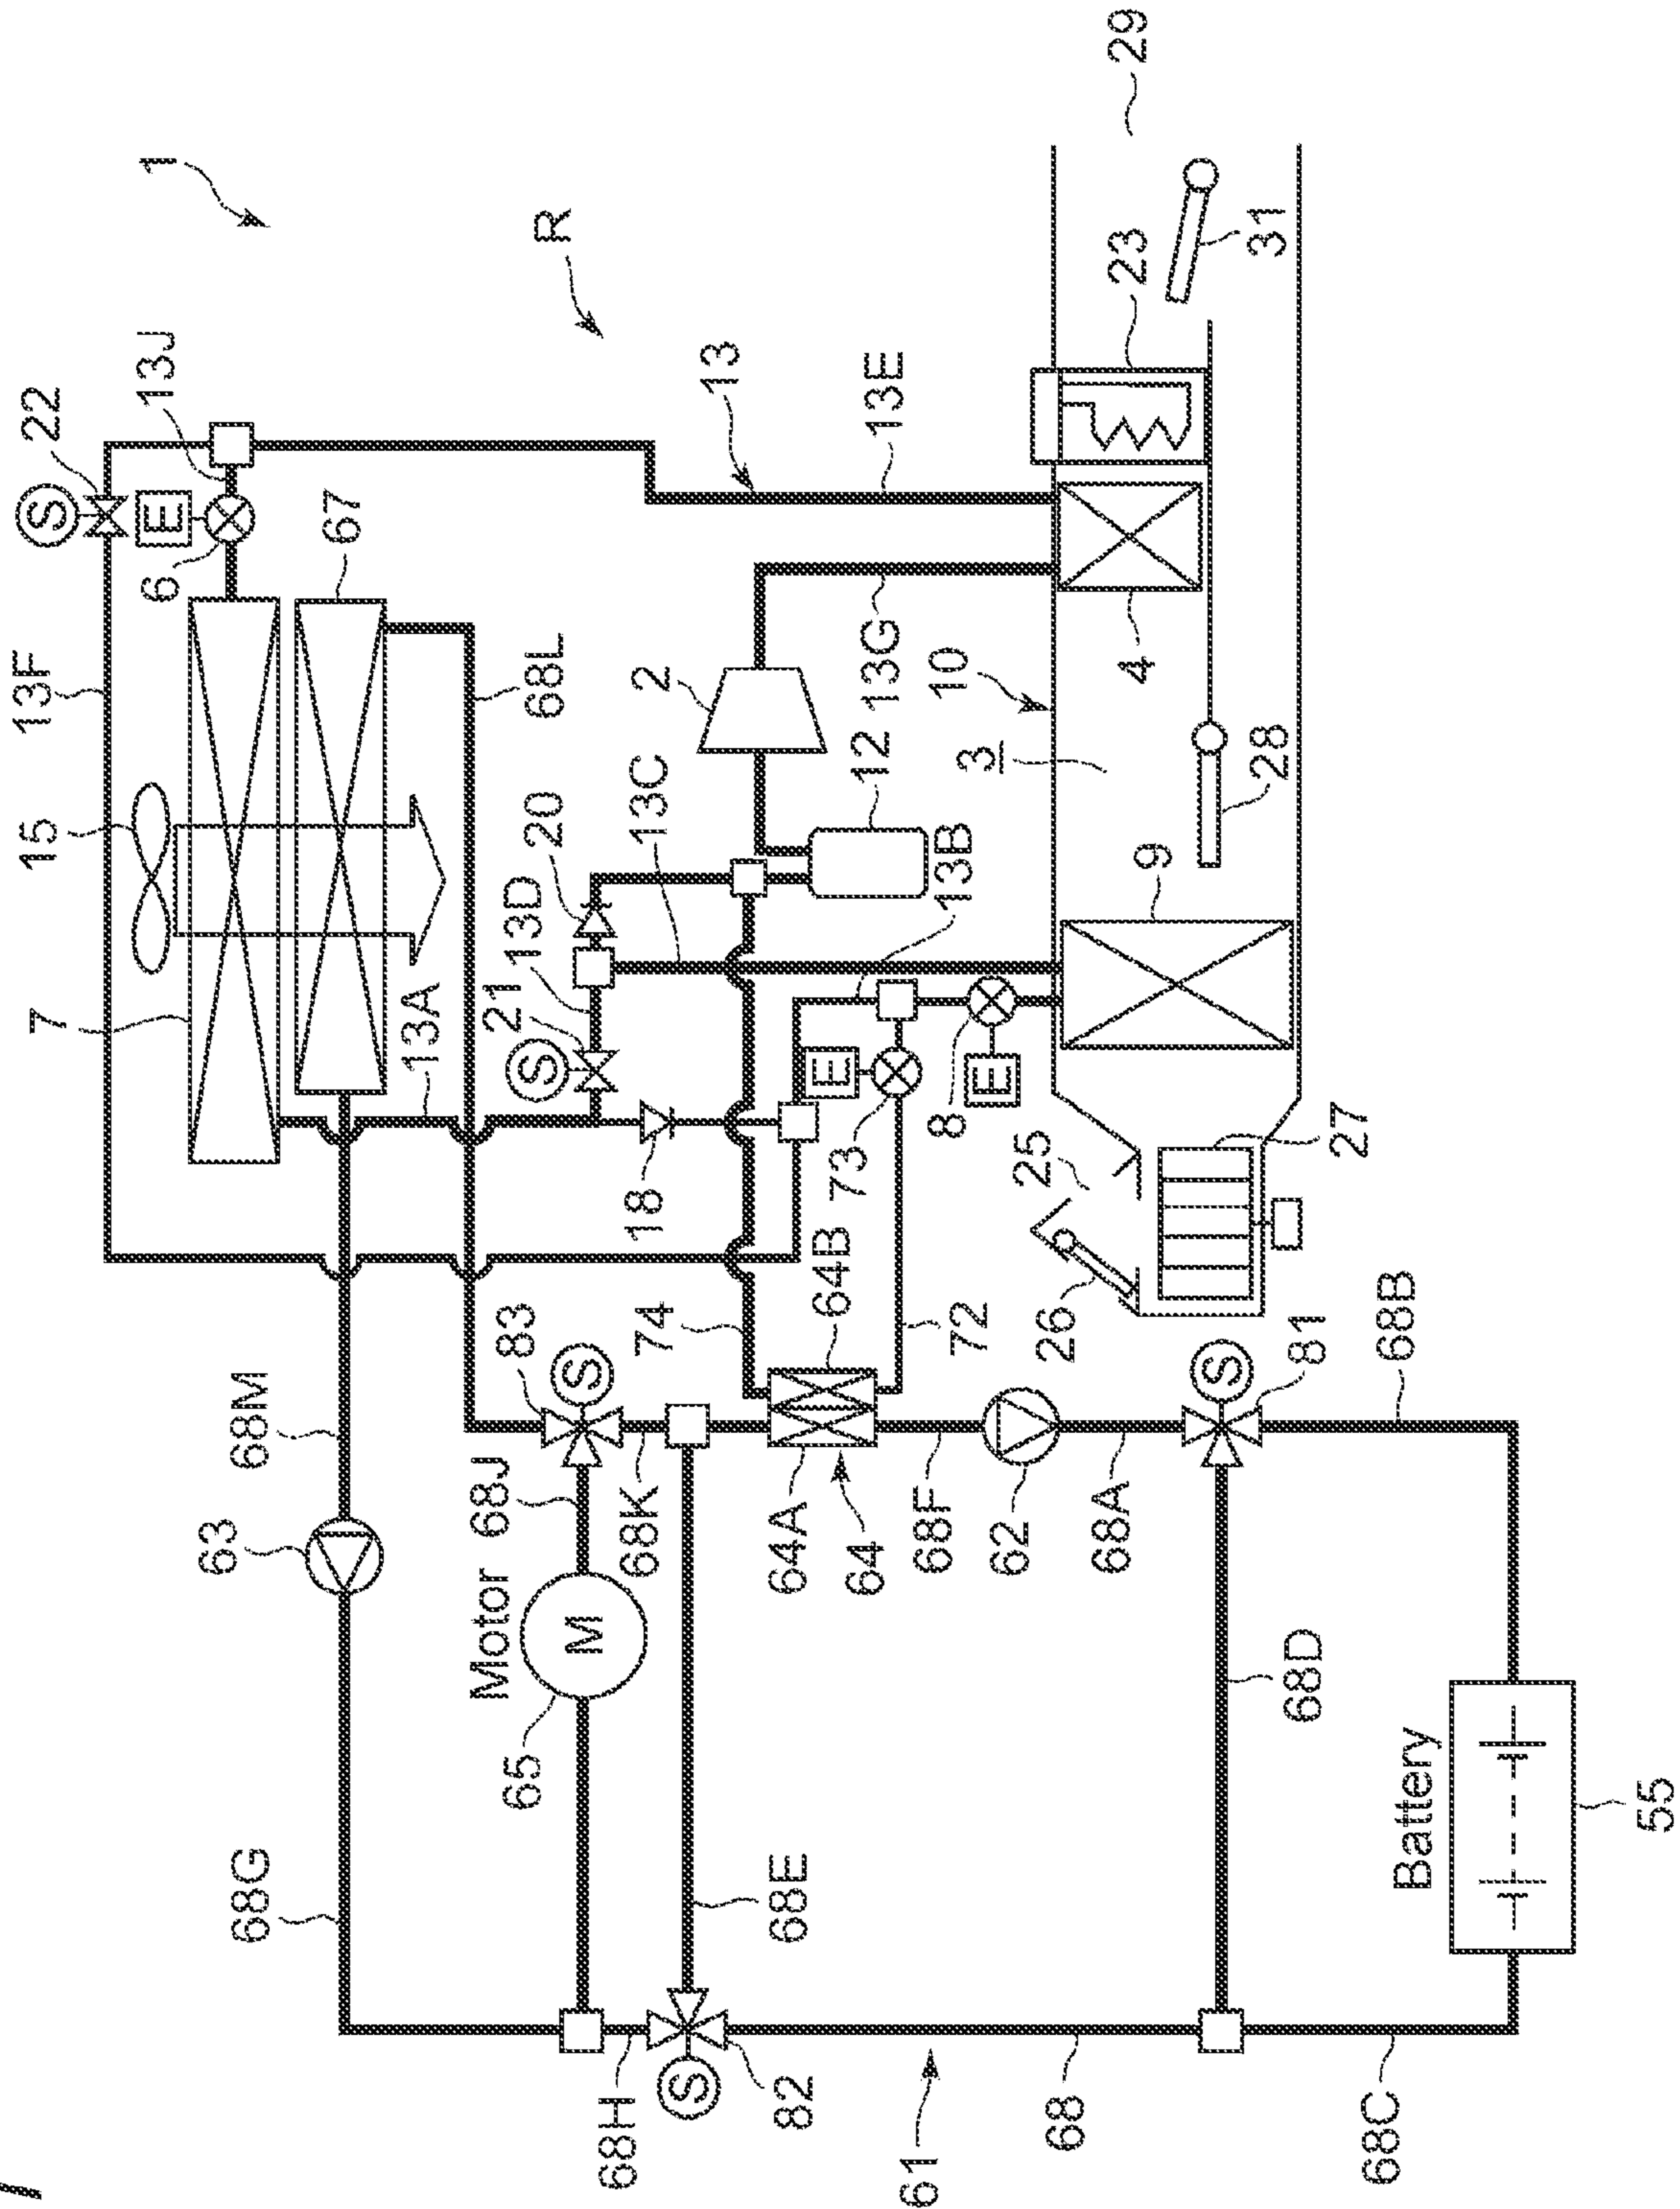 1
7
15
13F
S
22
E
6
13J
63
68G
68M
67
13A
Motor
68J
65
83
21
13D
20
68L
R
M
S
S
68H
68K
18
13C
2
74
S
13
82
68E
64A
64B
E
73
12
13G
13E
64
61
68F
8
13B
10
72
E
3
62
25
68
26
68A
9
4
23
29
S
28
31
68D
81
27
68C
68B
Battery
55